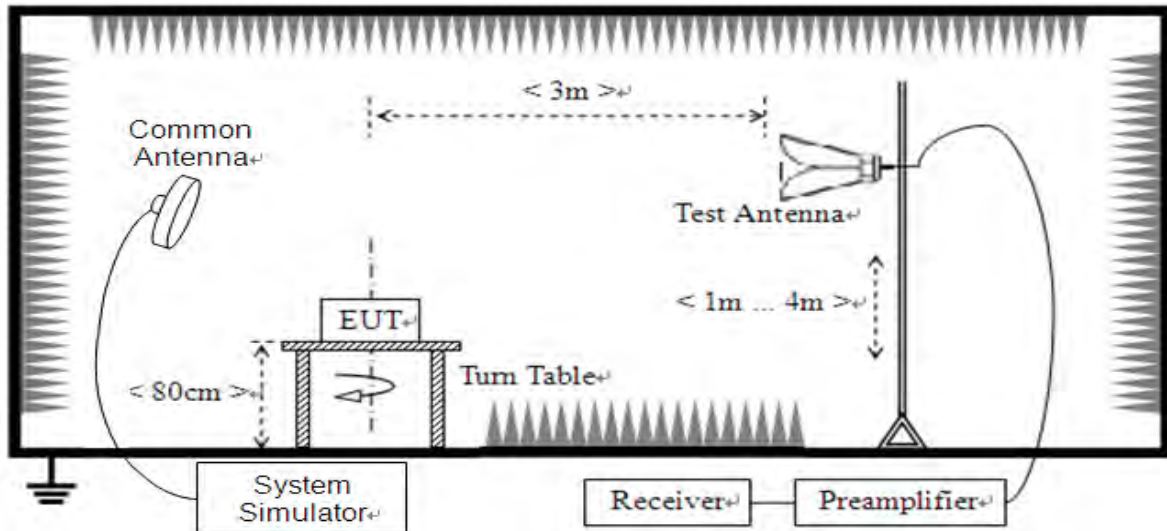 < 3m >↵
Common
Antenna↵
Test Antenna↵
< 1m ... 4m >↵
EUT↵
< 80cm >↵
Turn Table↵
System
Simulator↵
Receiver↵
Preamplifier↵